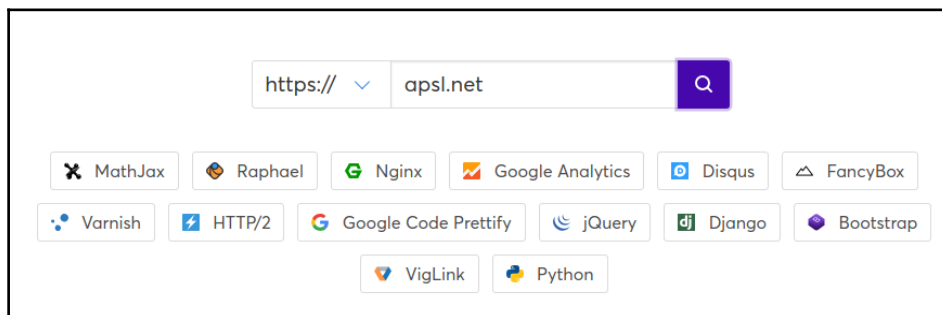 https:// apsl.net
MathJax Raphael Nginx Google Analytics Disqus FancyBox
Varnish HTTP/2 Google Code Prettify jQuery Django Bootstrap
VigLink Python